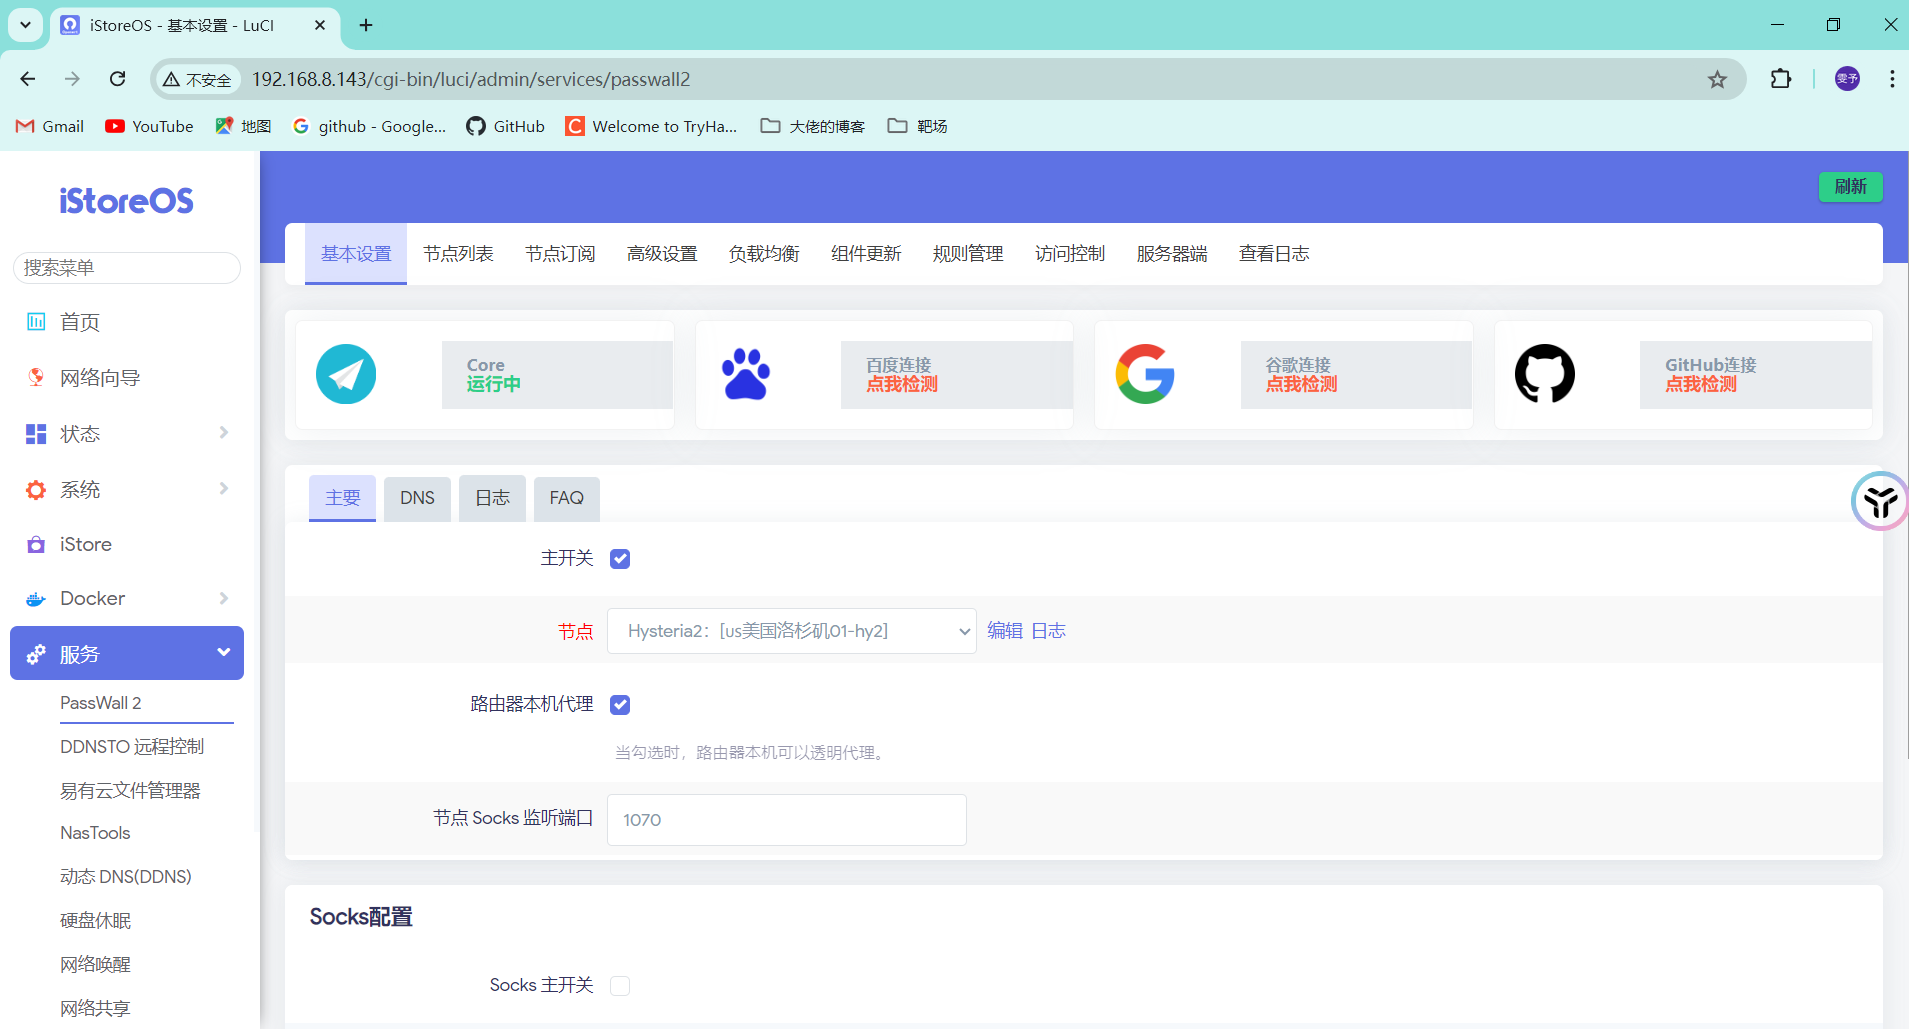 iStoreOS - 基本设置 - LuCI
不安全
192.168.8.143/cgi-bin/luci/admin/services/passwall2
雯予
Gmail
YouTube
地图
github - Google...
GitHub
Welcome to TryHa...
大佬的博客
靶场
iStoreOS
刷新
搜索菜单
首页
网络向导
状态
系统
iStore
Docker
服务
PassWall 2
DDNSTO 远程控制
易有云文件管理器
NasTools
动态 DNS(DDNS)
硬盘休眠
网络唤醒
网络共享
基本设置
节点列表
节点订阅
高级设置
负载均衡
组件更新
规则管理
访问控制
服务器端
查看日志
Core
运行中
百度连接
点我检测
谷歌连接
点我检测
GitHub连接
点我检测
主要
DNS
日志
FAQ
主开关
节点
Hysteria2：[us美国洛杉矶01-hy2]
编辑 日志
路由器本机代理
当勾选时，路由器本机可以透明代理。
节点 Socks 监听端口
1070
Socks配置
Socks 主开关